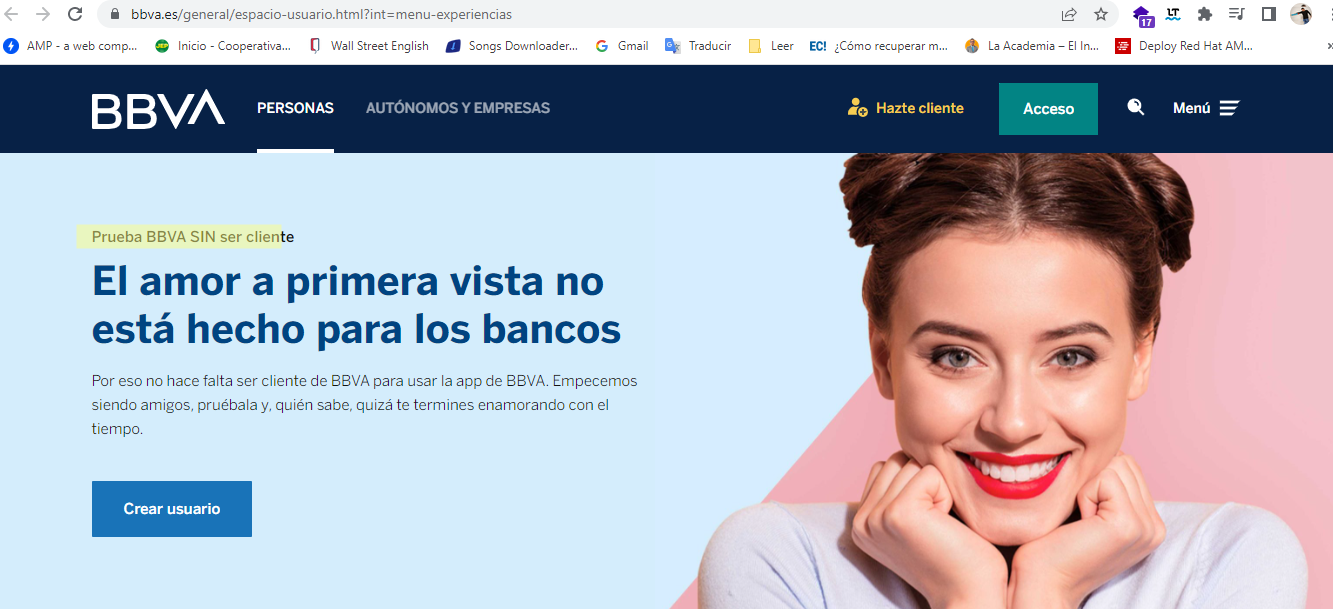 bbva.es/general/espacio-usuario.html?int=menu-experiencias
17
LT
AMP - a web comp...
JEP
Inicio - Cooperativa...
Wall Street English
Songs Downloader...
G
Gmail
Traducir
Leer
EC!
¿Cómo recuperar m...
La Academia – El In...
Deploy Red Hat AM...
»
BBVA
PERSONAS
AUTÓNOMOS Y EMPRESAS
Hazte cliente
Acceso
Menú
Prueba BBVA SIN ser cliente
El amor a primera vista no
está hecho para los bancos
Por eso no hace falta ser cliente de BBVA para usar la app de BBVA. Empecemos
siendo amigos, pruébala y, quién sabe, quizá te termines enamorando con el
tiempo.
Crear usuario